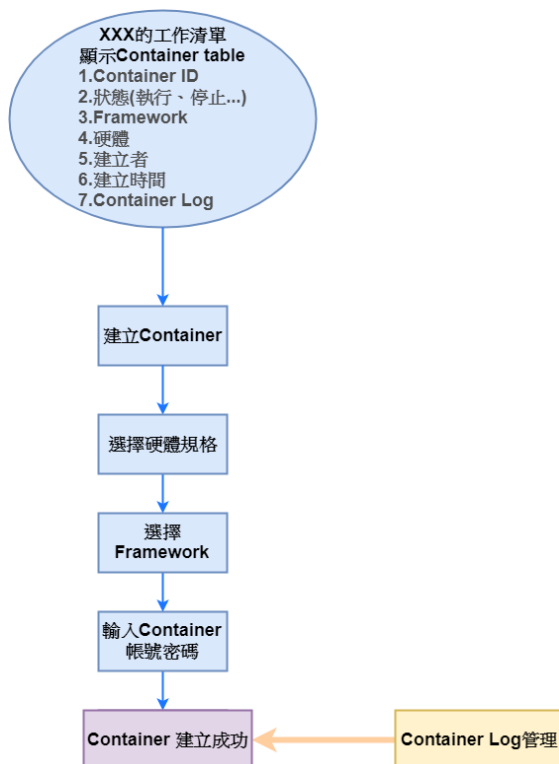 XXX的工作清單
顯示Container table
1.Container ID
2.狀態(執行、停止...)
3.Framework
4.硬體
5.建立者
6.建立時間
7.Container Log
建立Container
選擇硬體規格
選擇
Framework
輸入Container
帳號密碼
Container 建立成功
Container Log管理